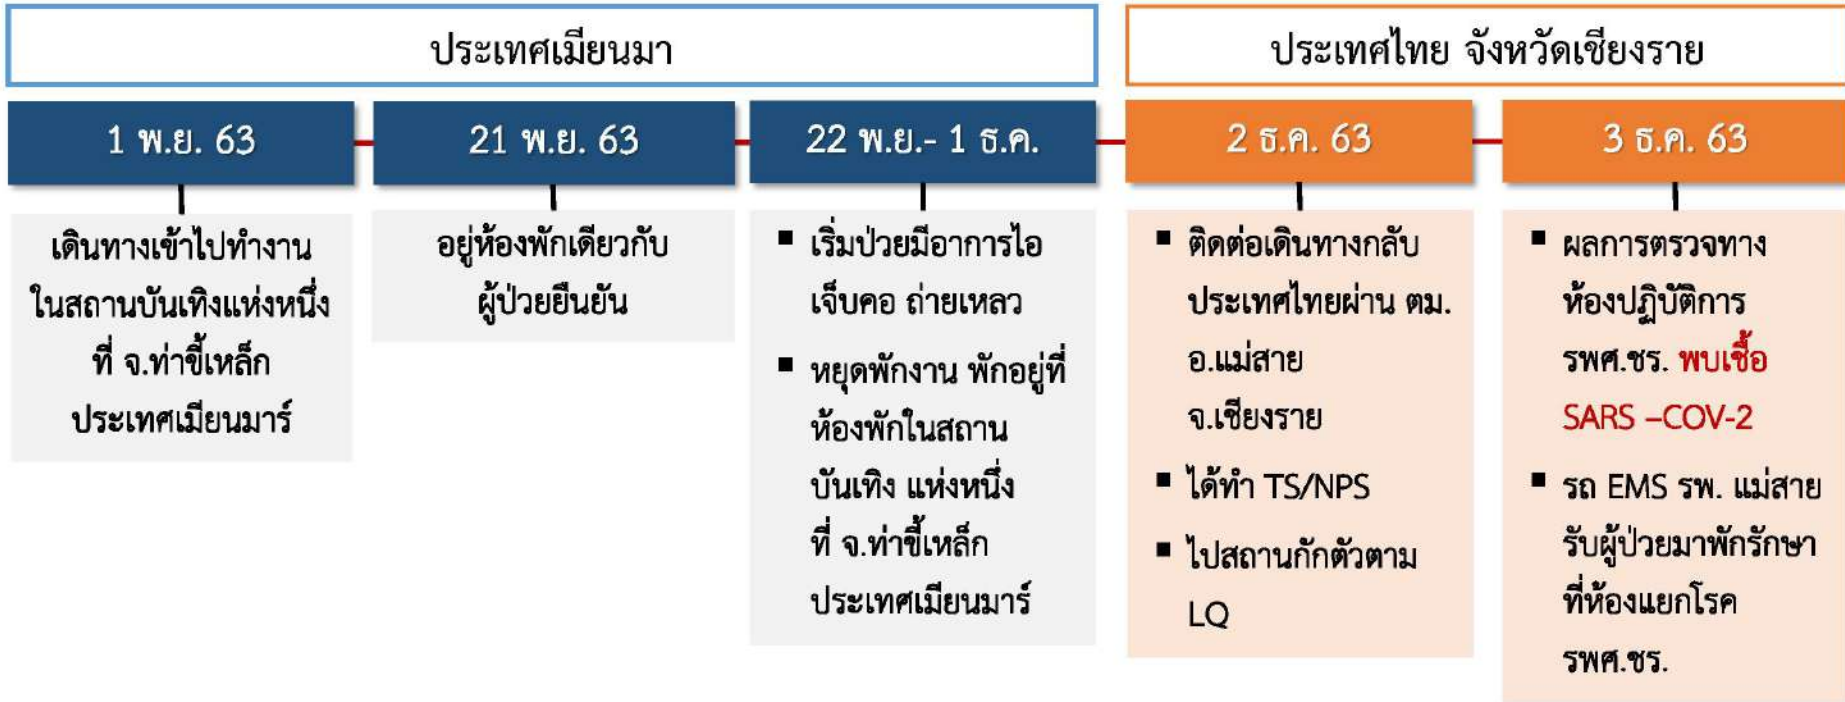 ประเทศเมียนมา
ประเทศไทย จังหวัดเชียงราย
1 พ.ย. 63
เดินทางเข้าไปทำงาน
ในสถานบันเทิงแห่งหนึ่ง
ที่ จ.ท่าขี้เหล็ก
ประเทศเมียนมาร์
21 พ.ย. 63
อยู่ห้องพักเดียวกับ
ผู้ป่วยยืนยัน
22 พ.ย.- 1 ธ.ค.
▪ เริ่มป่วยมีอาการไอ
เจ็บคอ ถ่ายเหลว
▪ หยุดพักงาน พักอยู่ที่
ห้องพักในสถาน
บันเทิง แห่งหนึ่ง
ที่ จ.ท่าขี้เหล็ก
ประเทศเมียนมาร์
2 ธ.ค. 63
▪ ติดต่อเดินทางกลับ
ประเทศไทยผ่าน ตม.
อ.แม่สาย
จ.เชียงราย
▪ ได้ทำ TS/NPS
▪ ไปสถานกักตัวตาม
LQ
3 ธ.ค. 63
▪ ผลการตรวจทาง
ห้องปฏิบัติการ
รพศ.ชร. พบเชื้อ
SARS –COV-2
▪ รถ EMS รพ. แม่สาย
รับผู้ป่วยมาพักรักษา
ที่ห้องแยกโรค
รพศ.ชร.